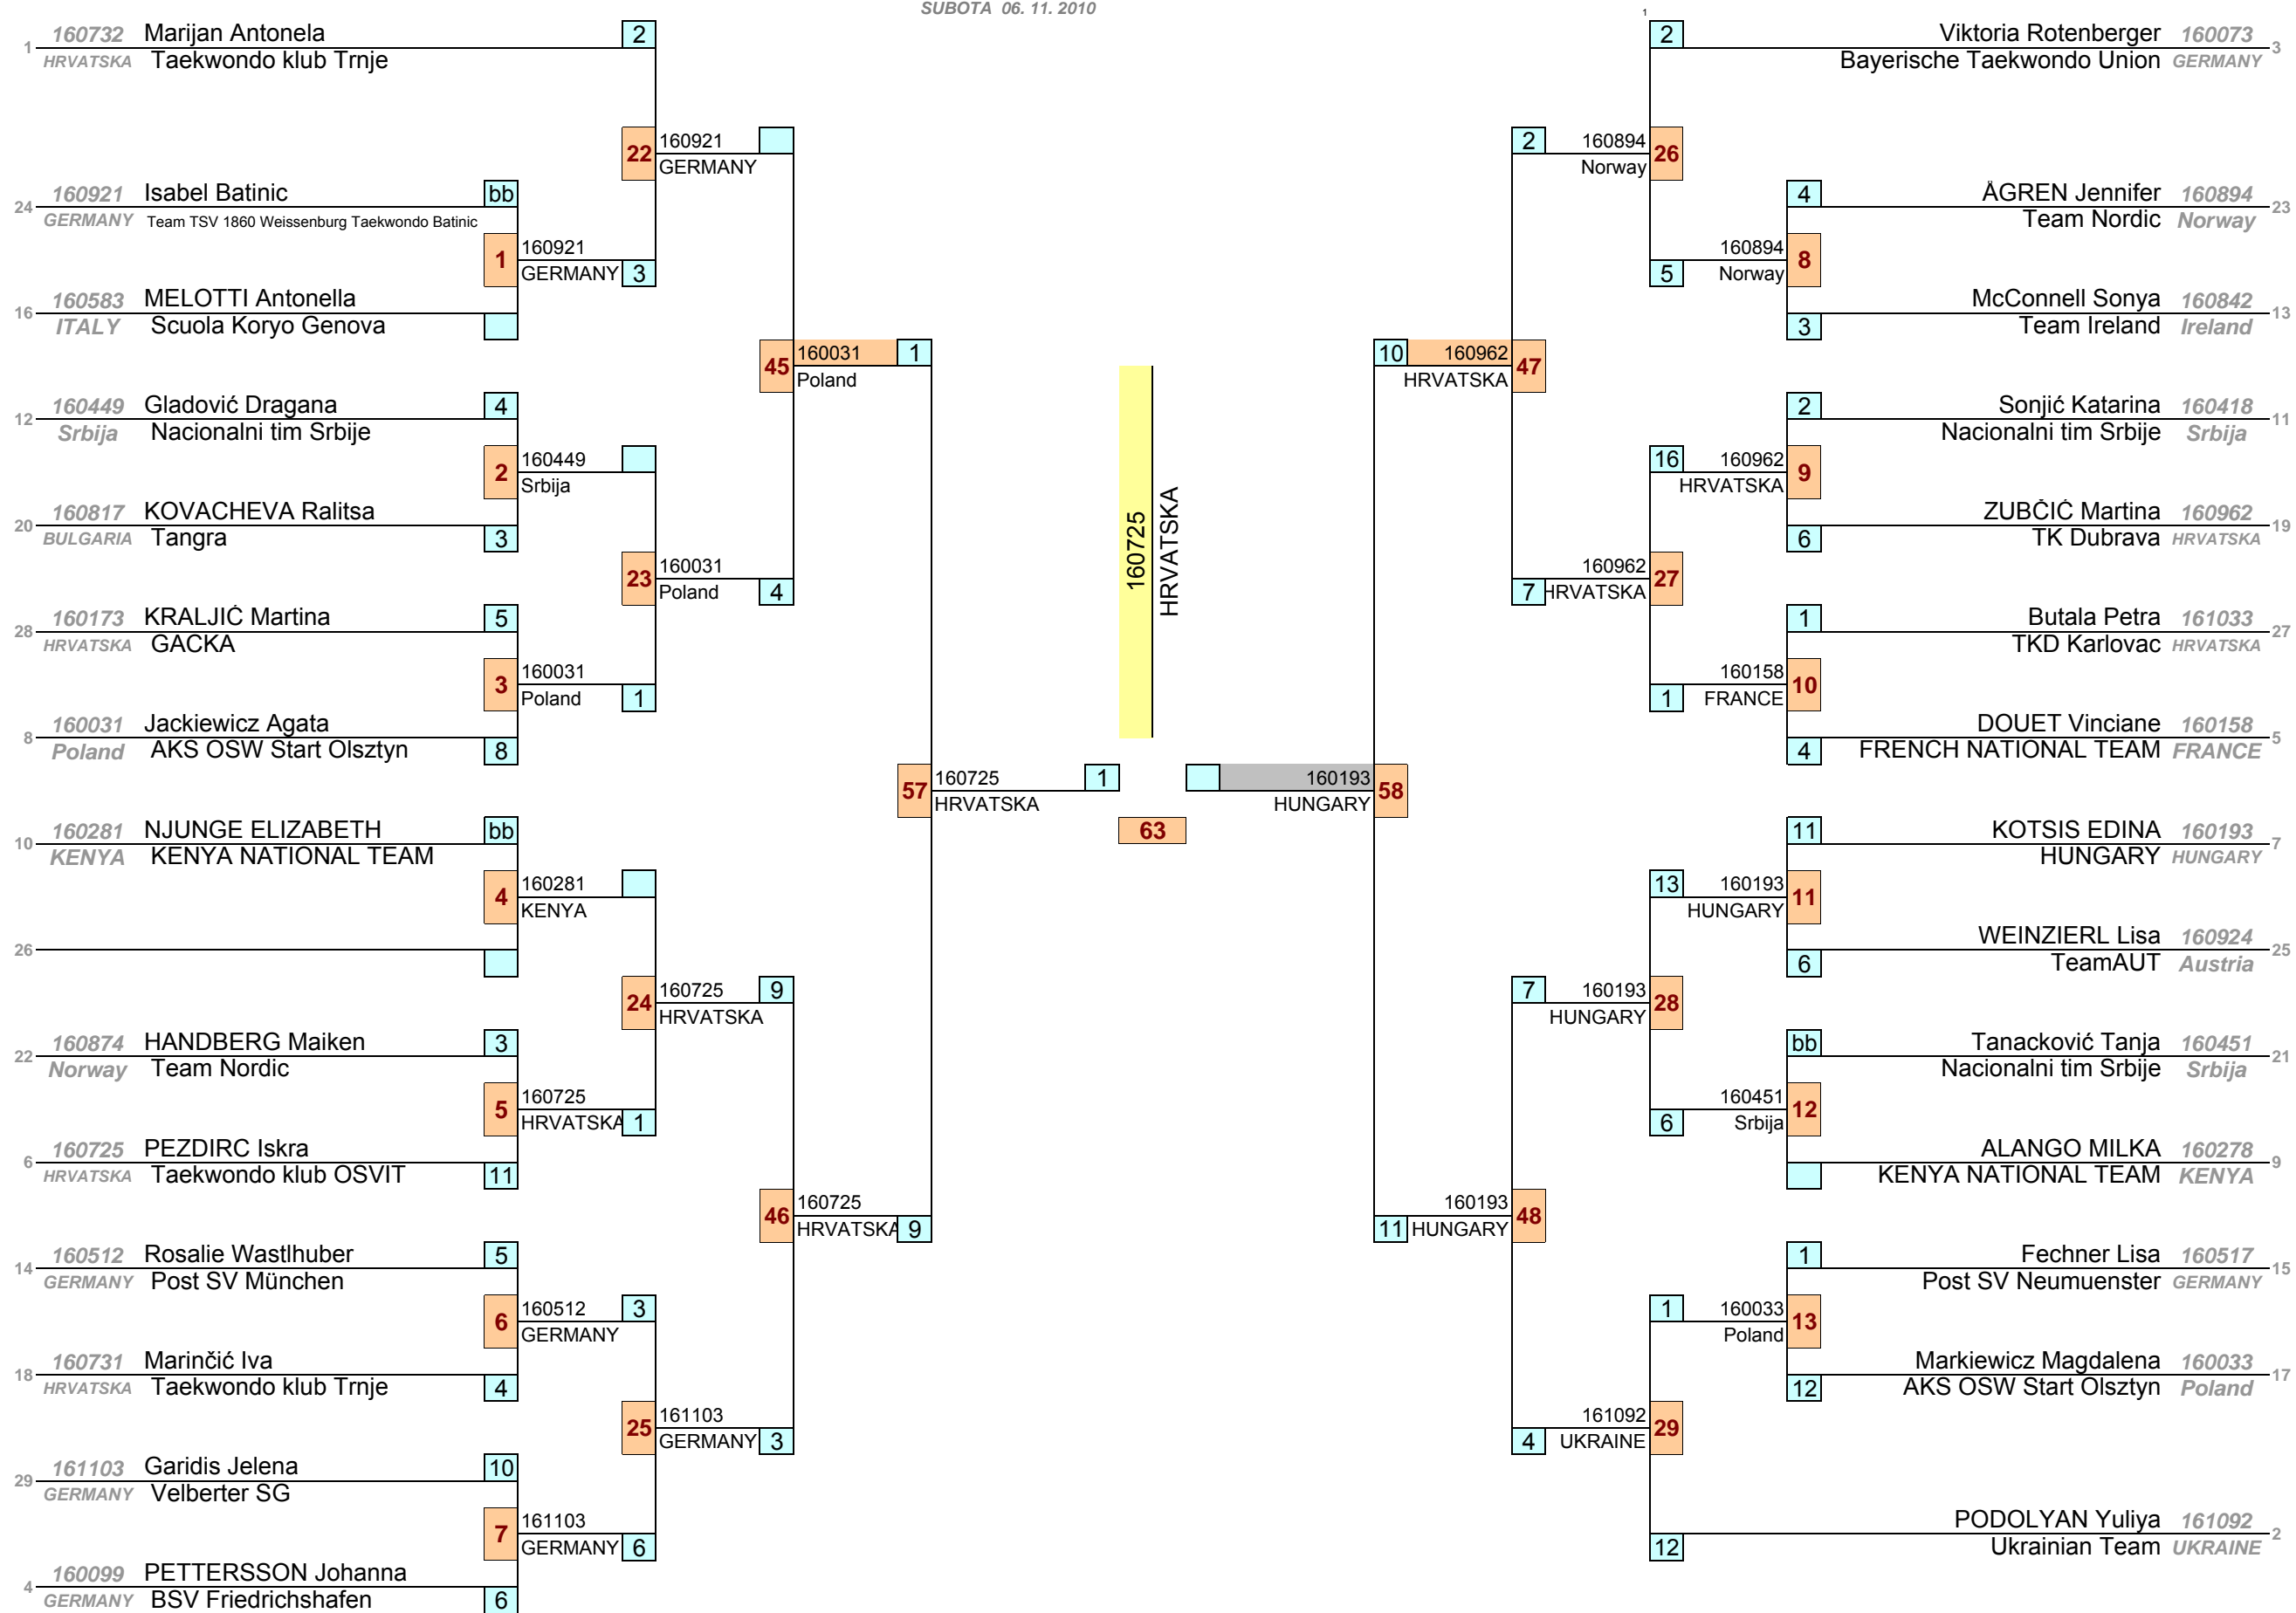 SUBOTA 06. 11. 2010
1
1 160732 Marijan Antonela 2
HRVATSKA Taekwondo klub Trnje
22 160921
GERMANY
24 160921 Isabel Batinic bb
GERMANY Team TSV 1860 Weissenburg Taekwondo Batinic
1 160921
GERMANY 3
16 160583 MELOTTI Antonella
ITALY Scuola Koryo Genova
45 160031 1
Poland
12 160449 Gladović Dragana 4
Srbija Nacionalni tim Srbije
2 160449
Srbija
20 160817 KOVACHEVA Ralitsa
BULGARIA Tangra 3
23 160031
Poland 4
28 160173 KRALJIĆ Martina 5
HRVATSKA GACKA
3 160031
Poland 1
8 160031 Jackiewicz Agata
Poland AKS OSW Start Olsztyn 8
57 160725 1
HRVATSKA
10 160281 NJUNGE ELIZABETH bb
KENYA KENYA NATIONAL TEAM
4 160281
KENYA
26
24 160725 9
HRVATSKA
22 160874 HANDBERG Maiken 3
Norway Team Nordic
5 160725
HRVATSKA 1
6 160725 PEZDIRC Iskra
HRVATSKA Taekwondo klub OSVIT 11
46 160725
HRVATSKA 9
14 160512 Rosalie Wastlhuber 5
GERMANY Post SV München
6 160512 3
GERMANY
18 160731 Marinčić Iva
HRVATSKA Taekwondo klub Trnje 4
25 161103
GERMANY 3
29 161103 Garidis Jelena 10
GERMANY Velberter SG
7 161103
GERMANY 6
4 160099 PETTERSSON Johanna
GERMANY BSV Friedrichshafen 6
160725
HRVATSKA
63
2 Viktoria Rotenberger 160073 3
Bayerische Taekwondo Union GERMANY
2 160894 26
Norway
4 ÄGREN Jennifer 160894 23
Team Nordic Norway
160894 8
5 Norway
McConnell Sonya 160842 13
3 Team Ireland Ireland
10 160962 47
HRVATSKA
2 Sonjić Katarina 160418 11
Nacionalni tim Srbije Srbija
16 160962 9
HRVATSKA
ZUBČIĆ Martina 160962 19
6 TK Dubrava HRVATSKA
160962 27
7 HRVATSKA
1 Butala Petra 161033 27
TKD Karlovac HRVATSKA
160158 10
1 FRANCE
DOUET Vinciane 160158 5
4 FRENCH NATIONAL TEAM FRANCE
160193 58
HUNGARY
11 KOTSIS EDINA 160193 7
HUNGARY HUNGARY
13 160193 11
HUNGARY
WEINZIERL Lisa 160924 25
6 TeamAUT Austria
7 160193 28
HUNGARY
bb Tanacković Tanja 160451 21
Nacionalni tim Srbije Srbija
160451 12
6 Srbija
ALANGO MILKA 160278 9
KENYA NATIONAL TEAM KENYA
160193 48
11 HUNGARY
1 Fechner Lisa 160517 15
Post SV Neumuenster GERMANY
1 160033 13
Poland
Markiewicz Magdalena 160033 17
12 AKS OSW Start Olsztyn Poland
161092 29
4 UKRAINE
PODOLYAN Yuliya 161092 2
12 Ukrainian Team UKRAINE